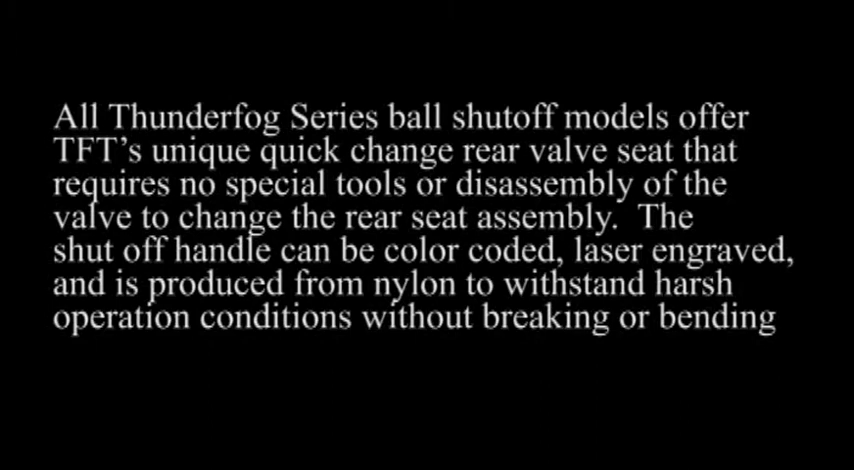 All Thunderfog Series ball shutoff models offer
TFT’s unique quick change rear valve seat that
requires no special tools or disassembly of the
valve to change the rear seat assembly.  The
shut off handle can be color coded, laser engraved,
and is produced from nylon to withstand harsh
operation conditions without breaking or bending